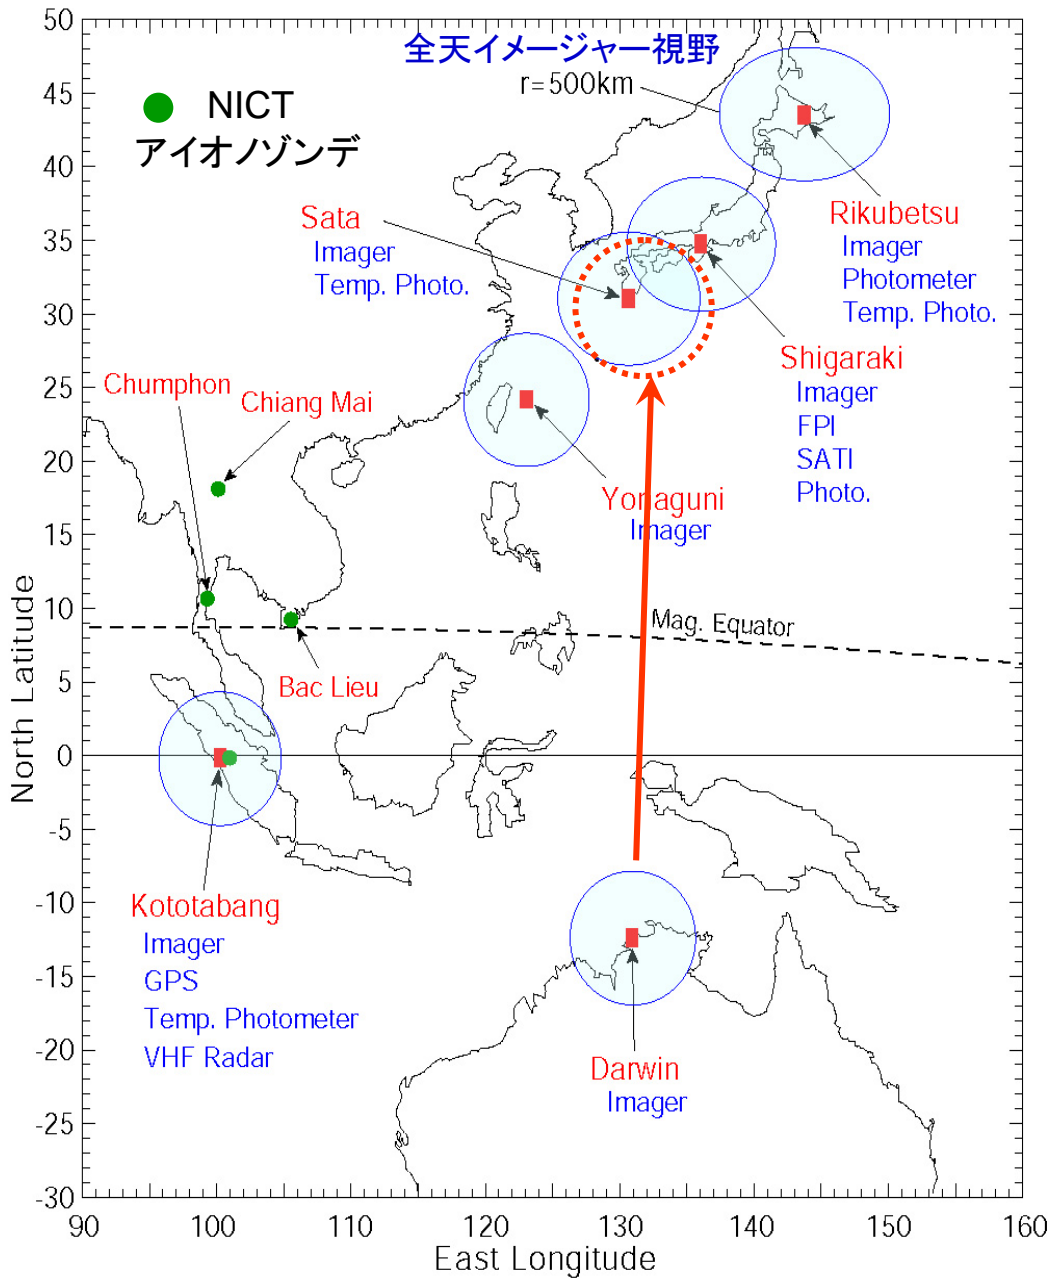 全天イメージャー視野
r=500km
NICT
アイオノゾンデ
Sata
Imager
Temp. Photo.
Rikubetsu
Imager
Photometer
Temp. Photo.
Shigaraki
Imager
FPI
SATI
Photo.
Chumphon
Chiang Mai
Yonaguni
Imager
Mag. Equator
Bac Lieu
Kototabang
Imager
GPS
Temp. Photometer
VHF Radar
Darwin
Imager
North Latitude
50
45
40
35
30
25
20
15
10
5
0
-5
-10
-15
-20
-25
-30
90 100 110 120 130 140 150 160
East Longitude